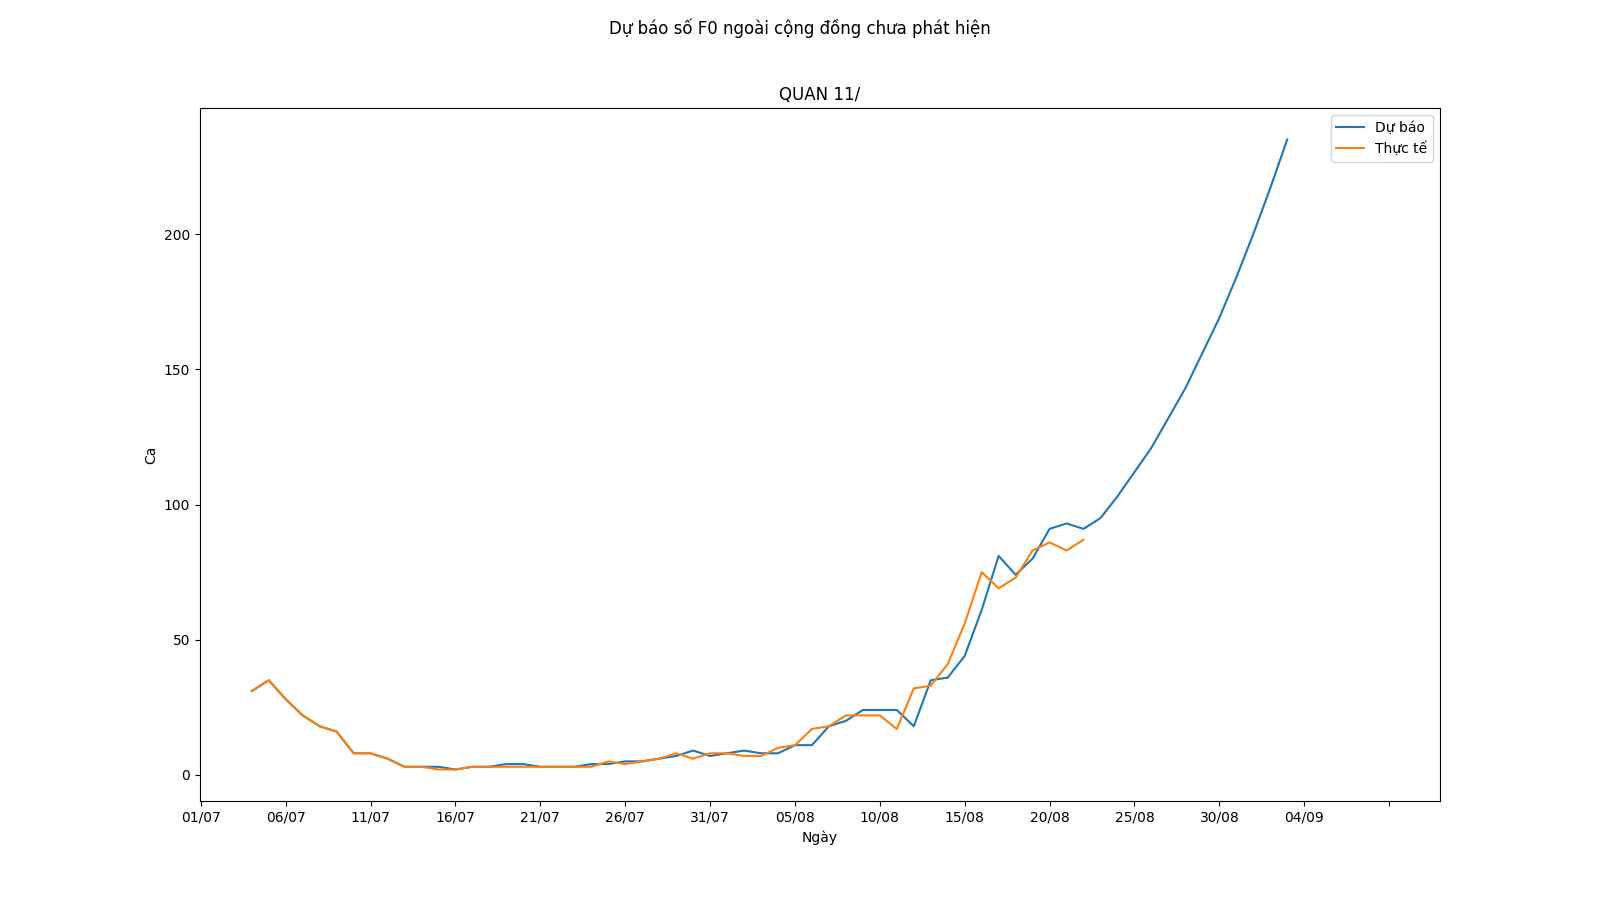 Dự báo số F0 ngoài cộng đồng chưa phát hiện
QUAN 11/
Dự báo
Thực tế
200
150
100
50
0
Ca
01/07 06/07 11/07 16/07 21/07 26/07 31/07 05/08 10/08 15/08 20/08 25/08 30/08 04/09
Ngày